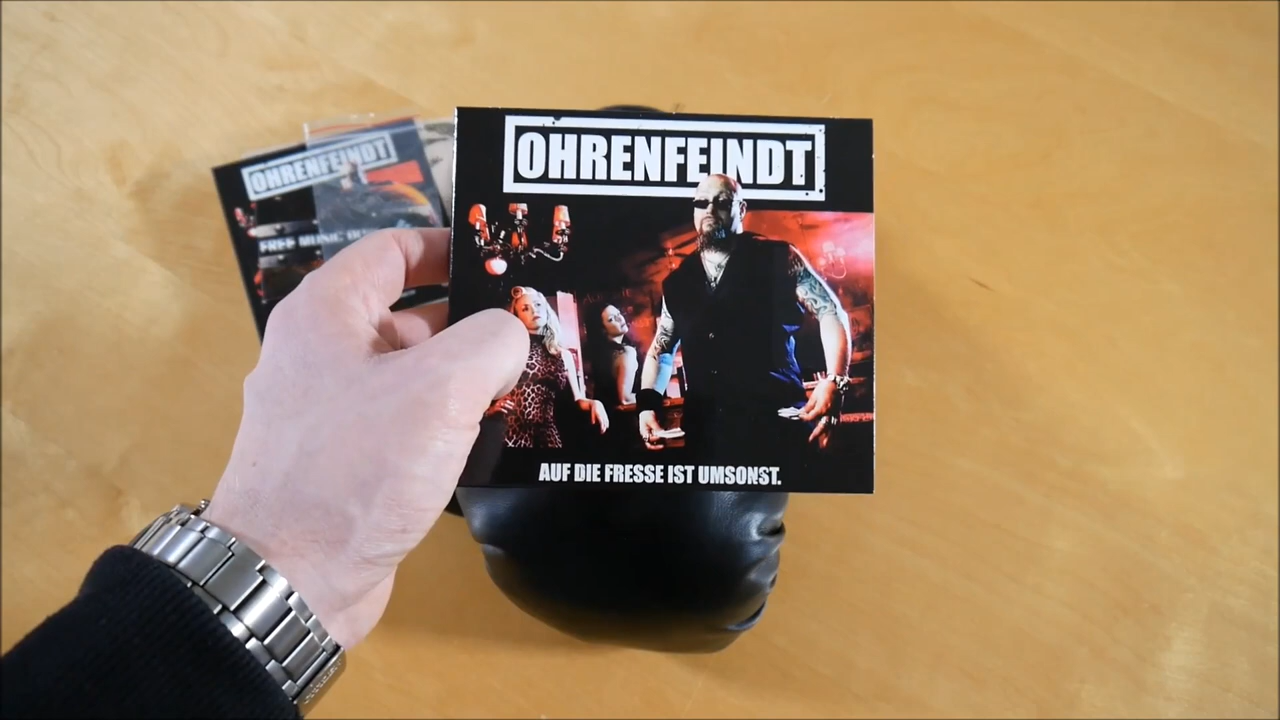 OHRENFEINDT
AUF DIE FRESSE IST UMSONST.
OHRENFEINDT
FREE MUSIC